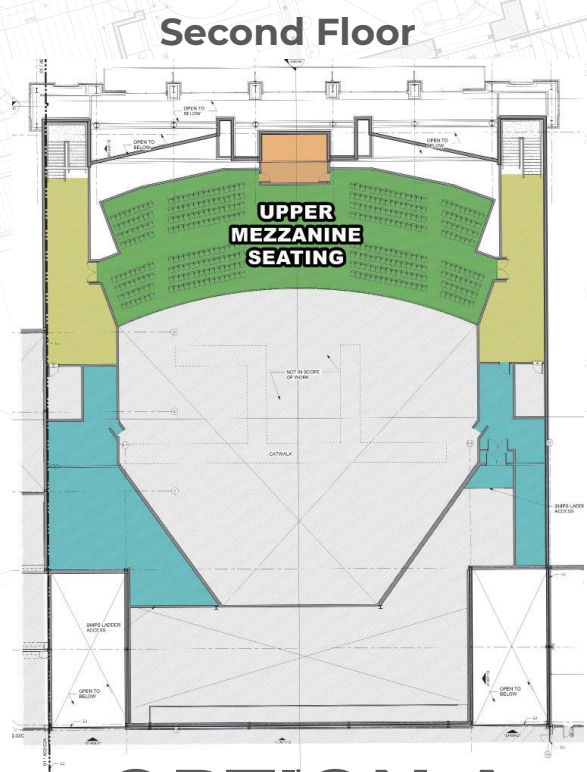 Second Floor
OPEN TO
BELOW
OPEN TO
BELOW
OPEN TO
BELOW
UPPER
MEZZANINE
SEATING
NOT IN SCOPE
OF WORK
CATWALK
SHIPS LADDER
ACCESS
SHIPS LADDER
ACCESS
OPEN TO
BELOW
OPEN TO
BELOW